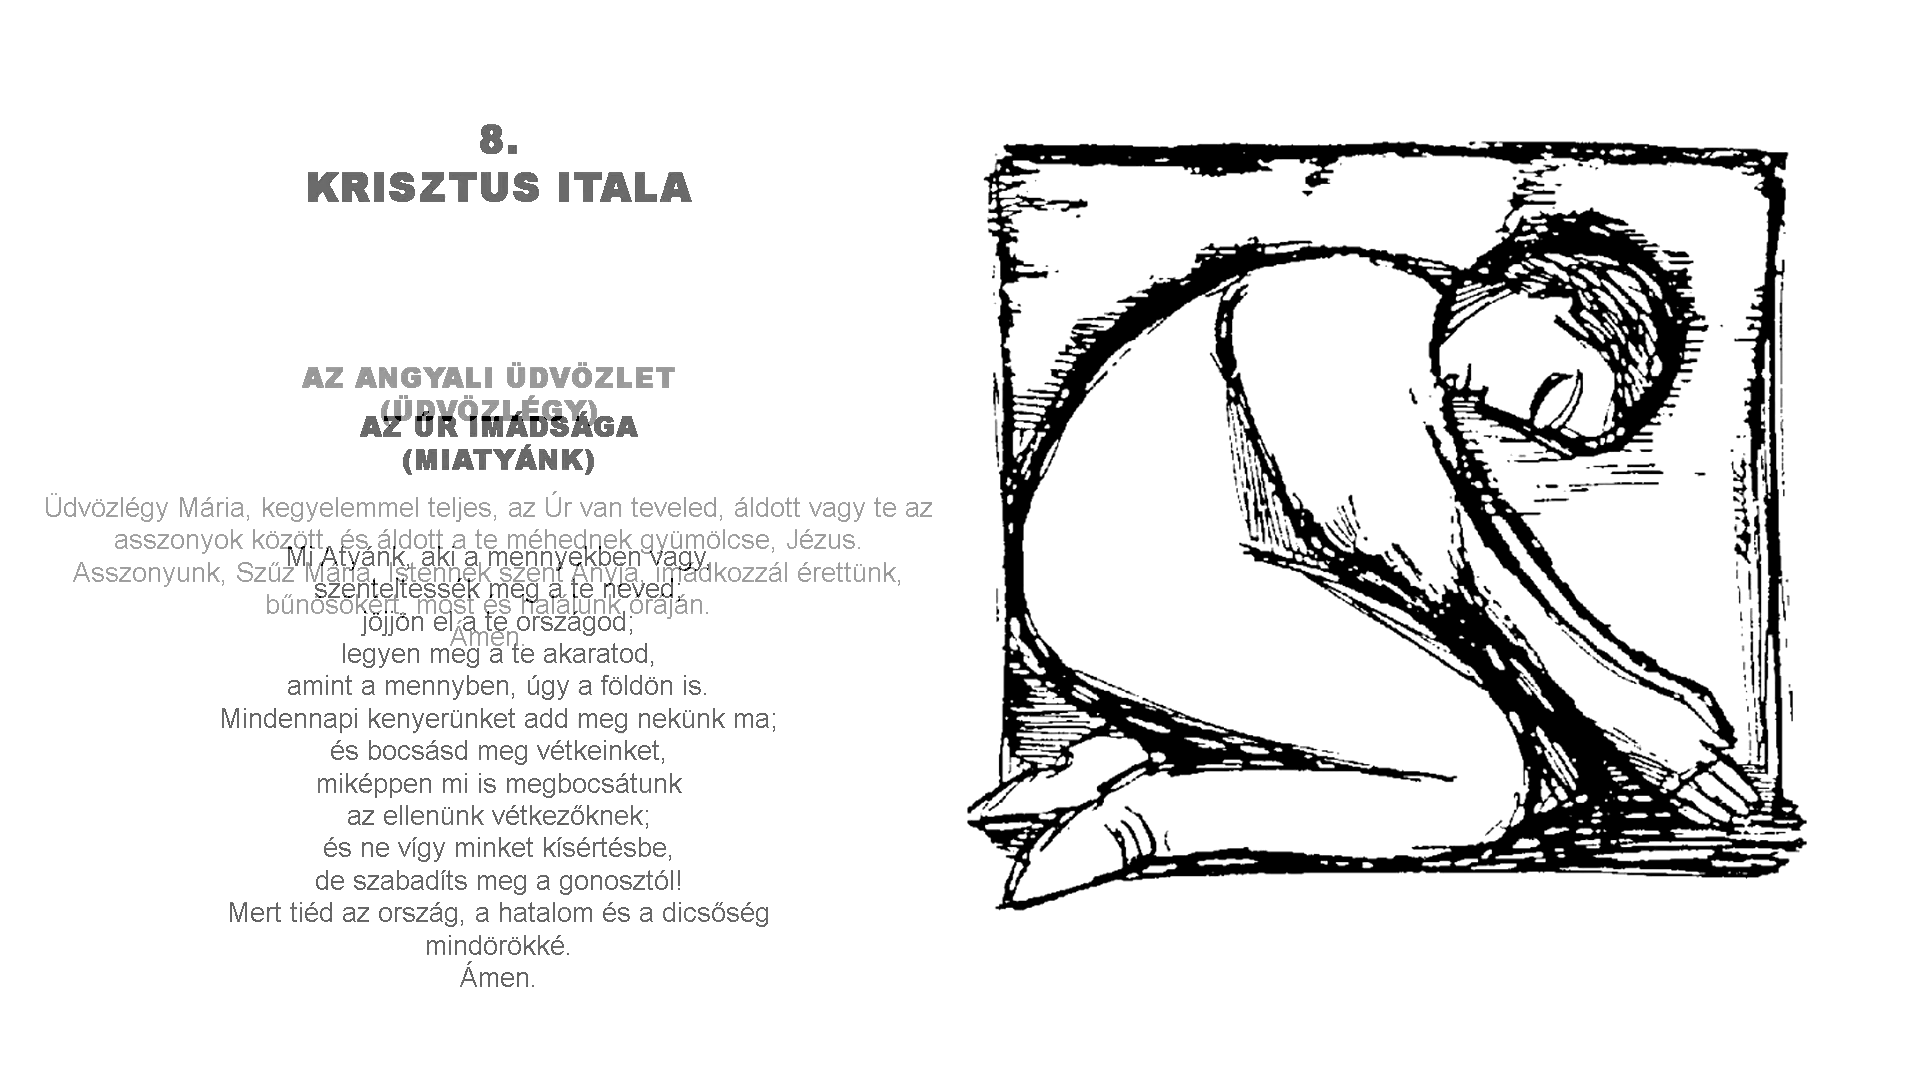 8.
KRISZTUS ITALA
AZ ANGYALI ÜDVÖZLET
(ÜDVÖZLÉGY)
AZ ÚR IMÁDSÁGA
(MIATYÁNK)
Üdvözlégy Mária, kegyelemmel teljes, az Úr van teveled, áldott vagy te az
asszonyok között, és áldott a te méhednek gyümölcse, Jézus.
Asszonyunk, Szűz Mária, Istennek szent Anyja, imádkozzál érettünk,
bűnösökért, most és halálunk óráján.
Ámen.
Mi Atyánk, aki a mennyekben vagy,
szenteltessék meg a te neved;
jöjjön el a te országod;
legyen meg a te akaratod,
amint a mennyben, úgy a földön is.
Mindennapi kenyerünket add meg nekünk ma;
és bocsásd meg vétkeinket,
miképpen mi is megbocsátunk
az ellenünk vétkezőknek;
és ne vígy minket kísértésbe,
de szabadíts meg a gonosztól!
Mert tiéd az ország, a hatalom és a dicsőség
mindörökké.
Ámen.